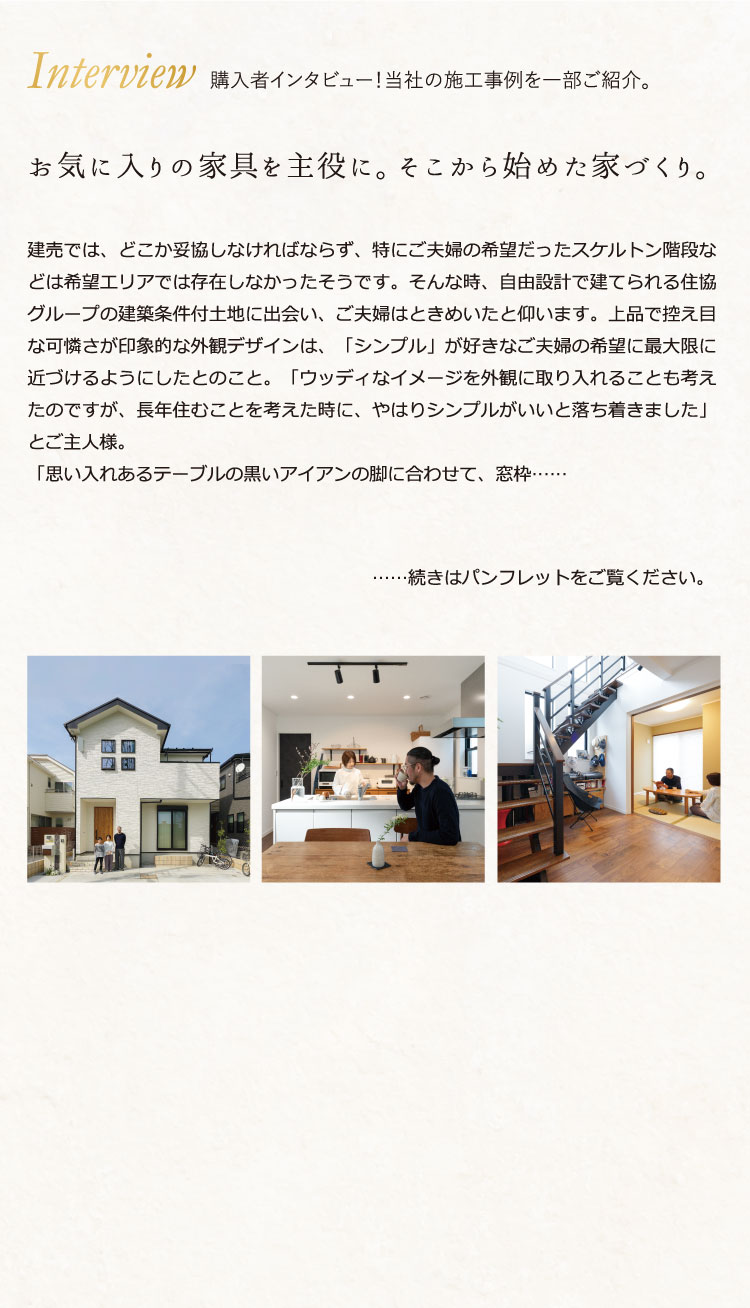 Interview 購入者インタビュー!当社の施工事例を一部ご紹介。
お気に入りの家具を主役に。そこから始めた家づくり。
建売では、どこか妥協しなければならず、特にご夫婦の希望だったスケルトン階段な
どは希望エリアでは存在しなかったそうです。そんな時、自由設計で建てられる住協
グループの建築条件付土地に出会い、ご夫婦はときめいたと仰います。上品で控え目
な可憐さが印象的な外観デザインは、「シンプル」が好きなご夫婦の希望に最大限に
近づけるようにしたとのこと。「ウッディなイメージを外観に取り入れることも考え
たのですが、長年住むことを考えた時に、やはりシンプルがいいと落ち着きました」
とご主人様。
「思い入れあるテーブルの黒いアイアンの脚に合わせて、窓枠……
……続きはパンフレットをご覧ください。